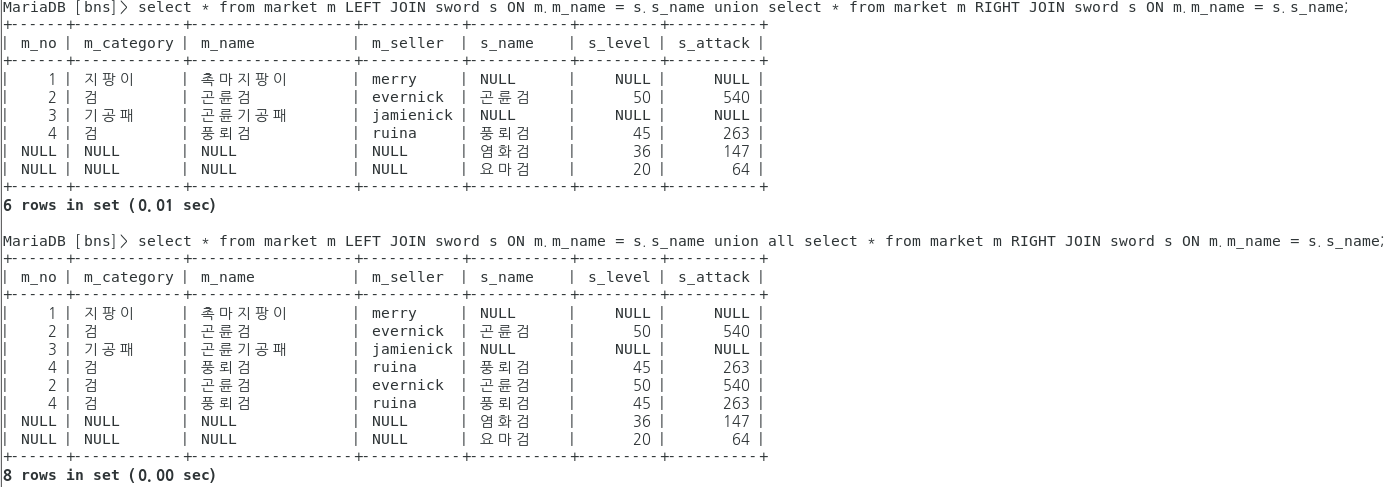 MariaDB [bns]> select * from market m LEFT JOIN sword s ON m.m_name = s.s_name union select * from market m RIGHT JOIN sword s ON m.m_name = s.s_name;
+------+------------+------------------+-----------+-----------+---------+----------+
| m_no | m_category | m_name           | m_seller  | s_name    | s_level | s_attack |
+------+------------+------------------+-----------+-----------+---------+----------+
|    1 | 지팡이     | 촉마지팡이       | merry     | NULL      |    NULL |     NULL |
|    2 | 검         | 곤륜검           | evernick  | 곤륜검    |      50 |      540 |
|    3 | 기공패     | 곤륜기공패       | jamienick | NULL      |    NULL |     NULL |
|    4 | 검         | 풍뢰검           | ruina     | 풍뢰검    |      45 |      263 |
| NULL | NULL       | NULL             | NULL      | 염화검    |      36 |      147 |
| NULL | NULL       | NULL             | NULL      | 요마검    |      20 |       64 |
+------+------------+------------------+-----------+-----------+---------+----------+
6 rows in set (0.01 sec)
MariaDB [bns]> select * from market m LEFT JOIN sword s ON m.m_name = s.s_name union all select * from market m RIGHT JOIN sword s ON m.m_name = s.s_name;
+------+------------+------------------+-----------+-----------+---------+----------+
| m_no | m_category | m_name           | m_seller  | s_name    | s_level | s_attack |
+------+------------+------------------+-----------+-----------+---------+----------+
|    1 | 지팡이     | 촉마지팡이       | merry     | NULL      |    NULL |     NULL |
|    2 | 검         | 곤륜검           | evernick  | 곤륜검    |      50 |      540 |
|    3 | 기공패     | 곤륜기공패       | jamienick | NULL      |    NULL |     NULL |
|    4 | 검         | 풍뢰검           | ruina     | 풍뢰검    |      45 |      263 |
|    2 | 검         | 곤륜검           | evernick  | 곤륜검    |      50 |      540 |
|    4 | 검         | 풍뢰검           | ruina     | 풍뢰검    |      45 |      263 |
| NULL | NULL       | NULL             | NULL      | 염화검    |      36 |      147 |
| NULL | NULL       | NULL             | NULL      | 요마검    |      20 |       64 |
+------+------------+------------------+-----------+-----------+---------+----------+
8 rows in set (0.00 sec)